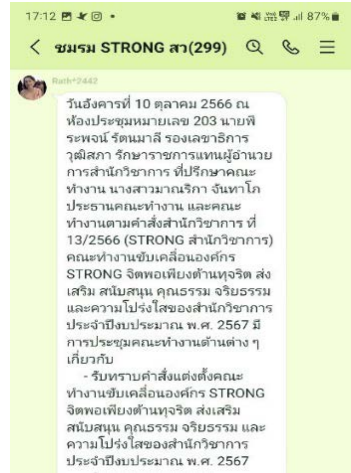 17:12
87%
ชมรม STRONG สว(299)
Rath*2442
วันอังคารที่ 10 ตุลาคม 2566 ณ
ห้องประชุมหมายเลข 203 นายพี
ระพจน์ รัตนมาลี รองเลขาธิการ
วุฒิสภา รักษาราชการแทนผู้อำนวย
การสำนักวิชาการ ที่ปรึกษาคณะ
ทำงาน นางสาวมาณริกา จันทาโภ
ประธานคณะทำงาน และคณะ
ทำงานตามคำสั่งสำนักวิชาการ ที่
13/2566 (STRONG สำนักวิชาการ)
คณะทำงานขับเคลื่อนองค์กร
STRONG จิตพอเพียงต้านทุจริต ส่ง
เสริม สนับสนุน คุณธรรม จริยธรรม
และความโปร่งใสของสำนักวิชาการ
ประจำปีงบประมาณ พ.ศ. 2567 มี
การประชุมคณะทำงานด้านต่าง ๆ
เกี่ยวกับ
- รับทราบคำสั่งแต่งตั้งคณะ
ทำงานขับเคลื่อนองค์กร STRONG
จิตพอเพียงต้านทุจริต ส่งเสริม
สนับสนุน คุณธรรม จริยธรรม และ
ความโปร่งใสของสำนักวิชาการ
ประจำปีงบประมาณ พ.ศ. 2567